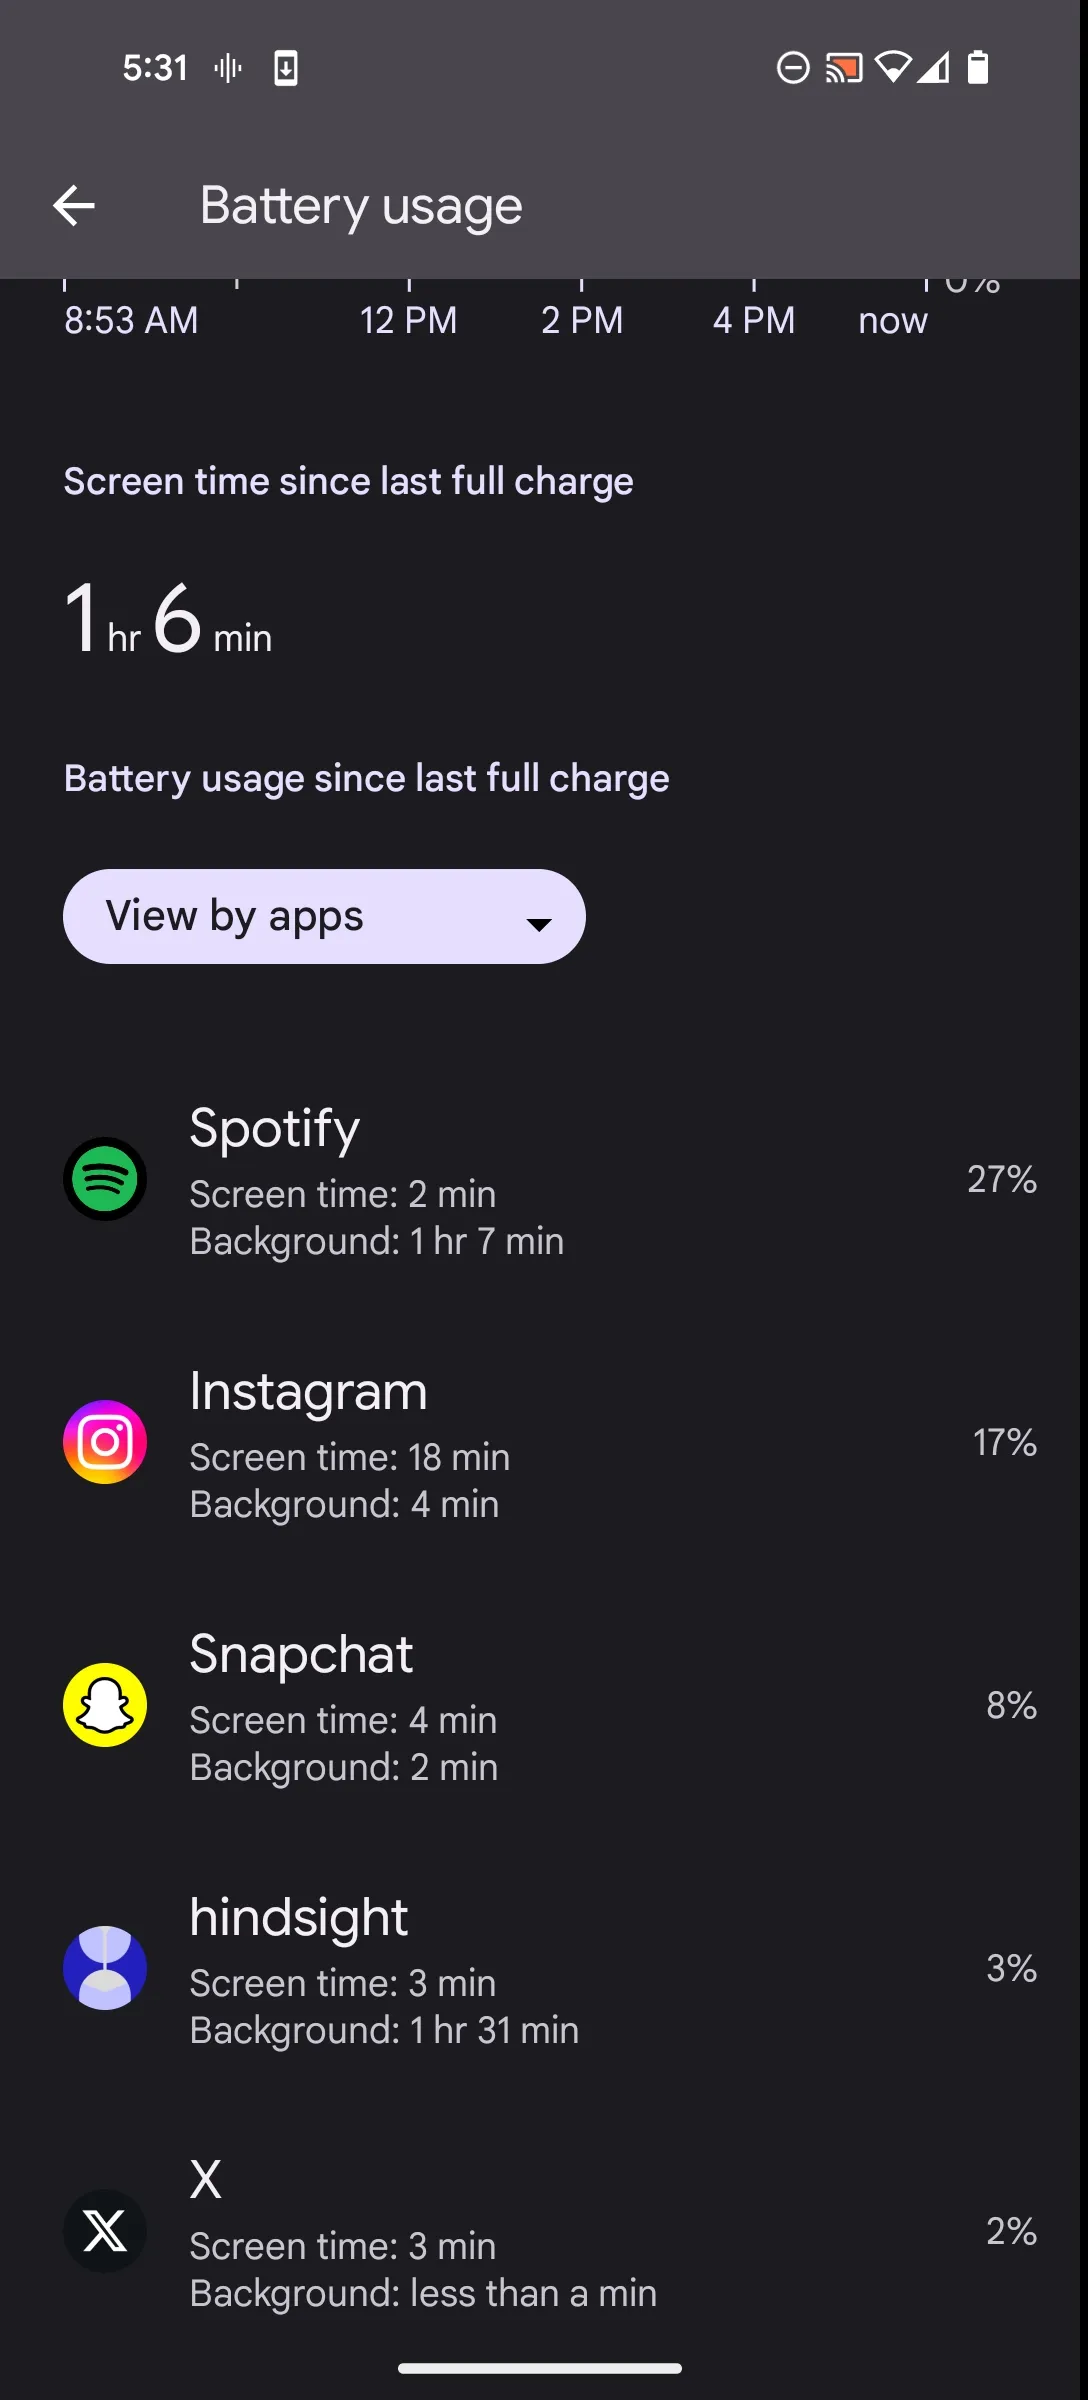 5:31
Battery usage
0%
8:53 AM 12 PM 2 PM 4 PM now
Screen time since last full charge
1 hr 6 min
Battery usage since last full charge
View by apps
Spotify
Screen time: 2 min
Background: 1 hr 7 min
27%
Instagram
Screen time: 18 min
Background: 4 min
17%
Snapchat
Screen time: 4 min
Background: 2 min
8%
hindsight
Screen time: 3 min
Background: 1 hr 31 min
3%
X
Screen time: 3 min
Background: less than a min
2%